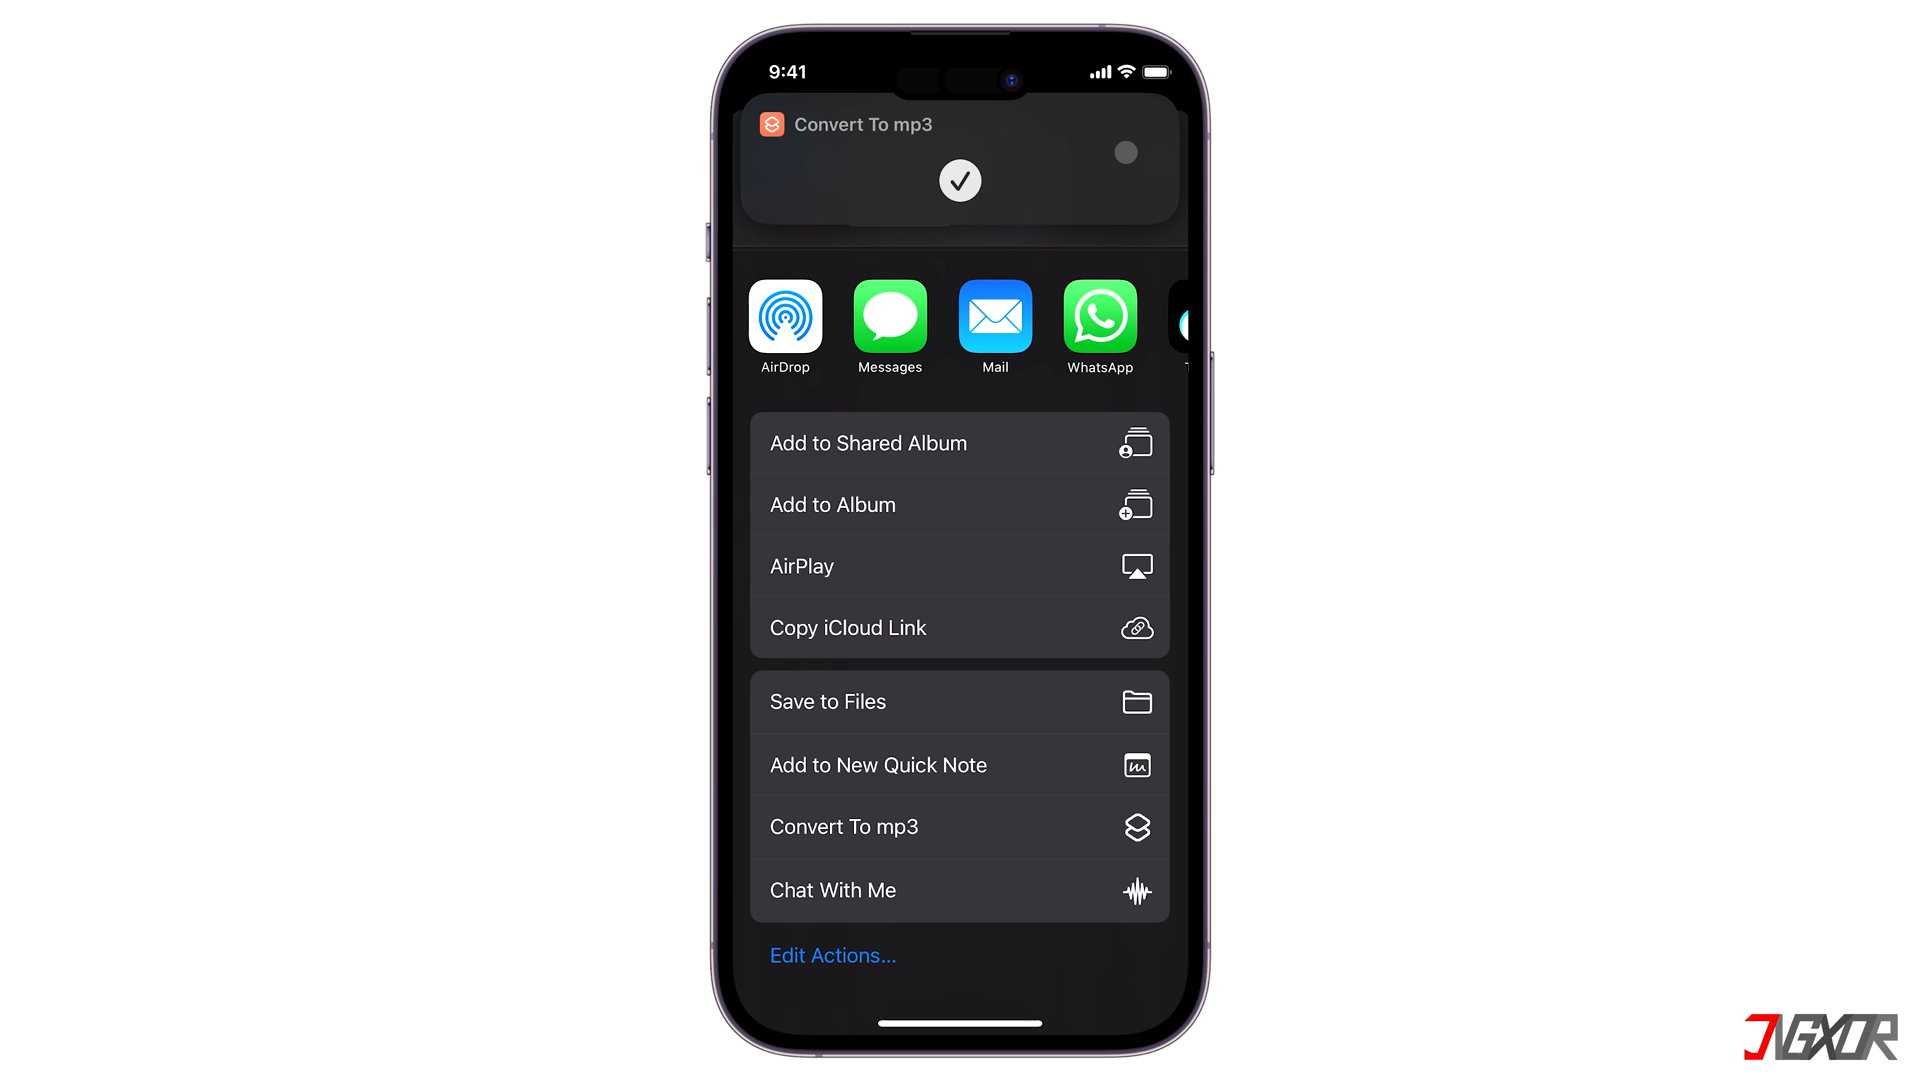 9:41
Convert To mp3
AirDrop
Messages
Mail
WhatsApp
Add to Shared Album
Add to Album
AirPlay
Copy iCloud Link
Save to Files
Add to New Quick Note
Convert To mp3
Chat With Me
Edit Actions...